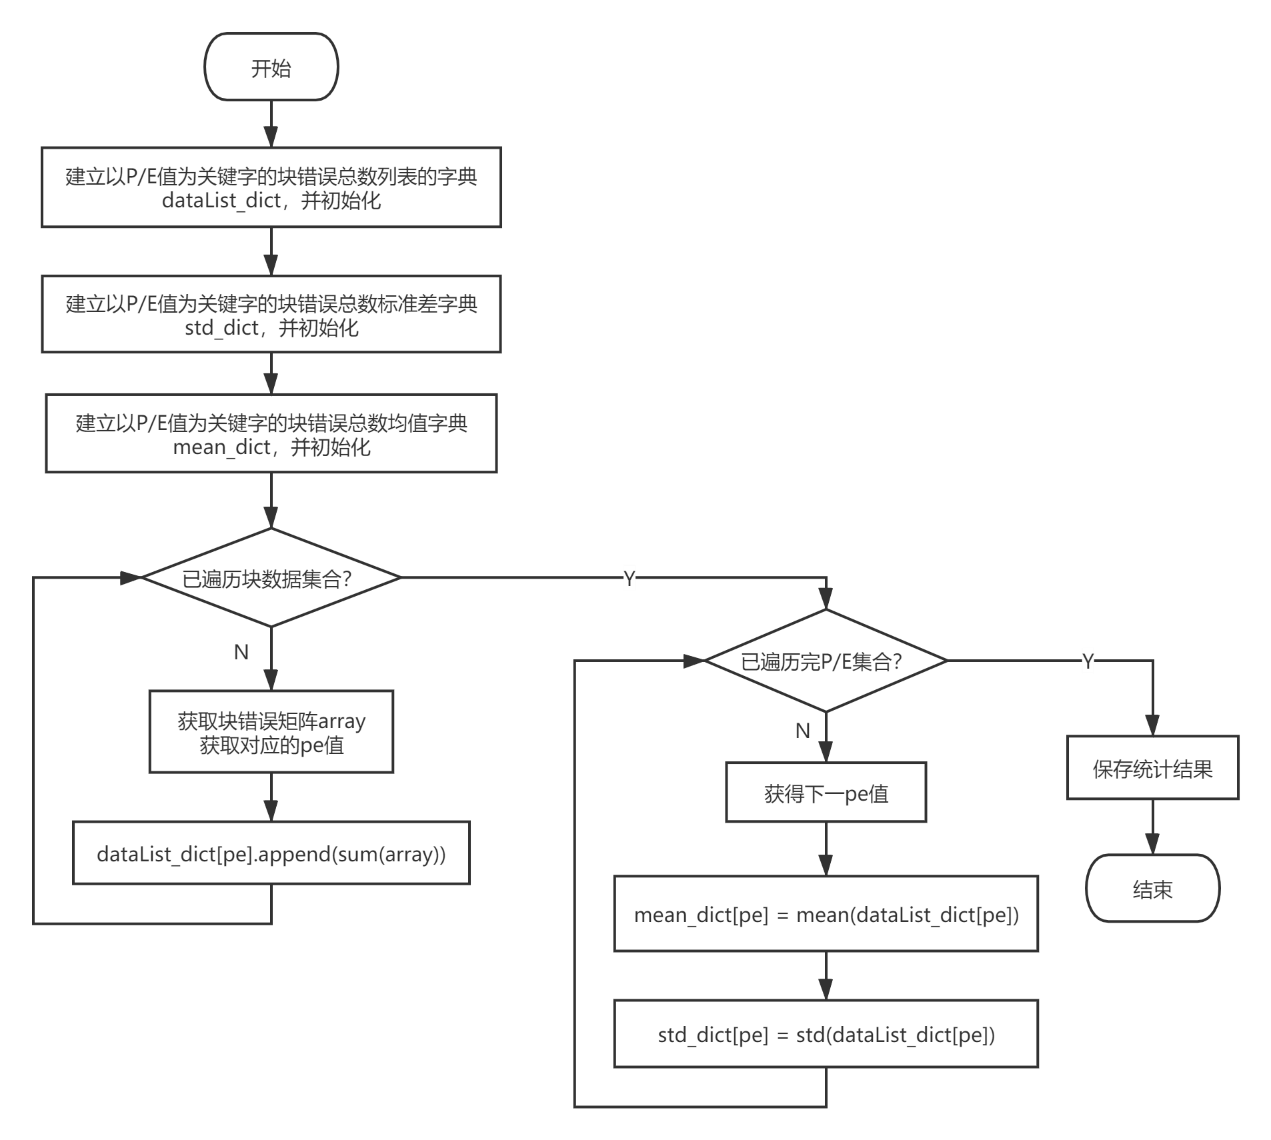 开始
建立以P/E值为关键字的块错误总数列表的字典
dataList_dict，并初始化
建立以P/E值为关键字的块错误总数标准差字典
std_dict，并初始化
建立以P/E值为关键字的块错误总数均值字典
mean_dict，并初始化
已遍历块数据集合？
Y
N
获取块错误矩阵array
获取对应的pe值
dataList_dict[pe].append(sum(array))
已遍历完P/E集合？
Y
N
获得下一pe值
mean_dict[pe] = mean(dataList_dict[pe])
std_dict[pe] = std(dataList_dict[pe])
保存统计结果
结束